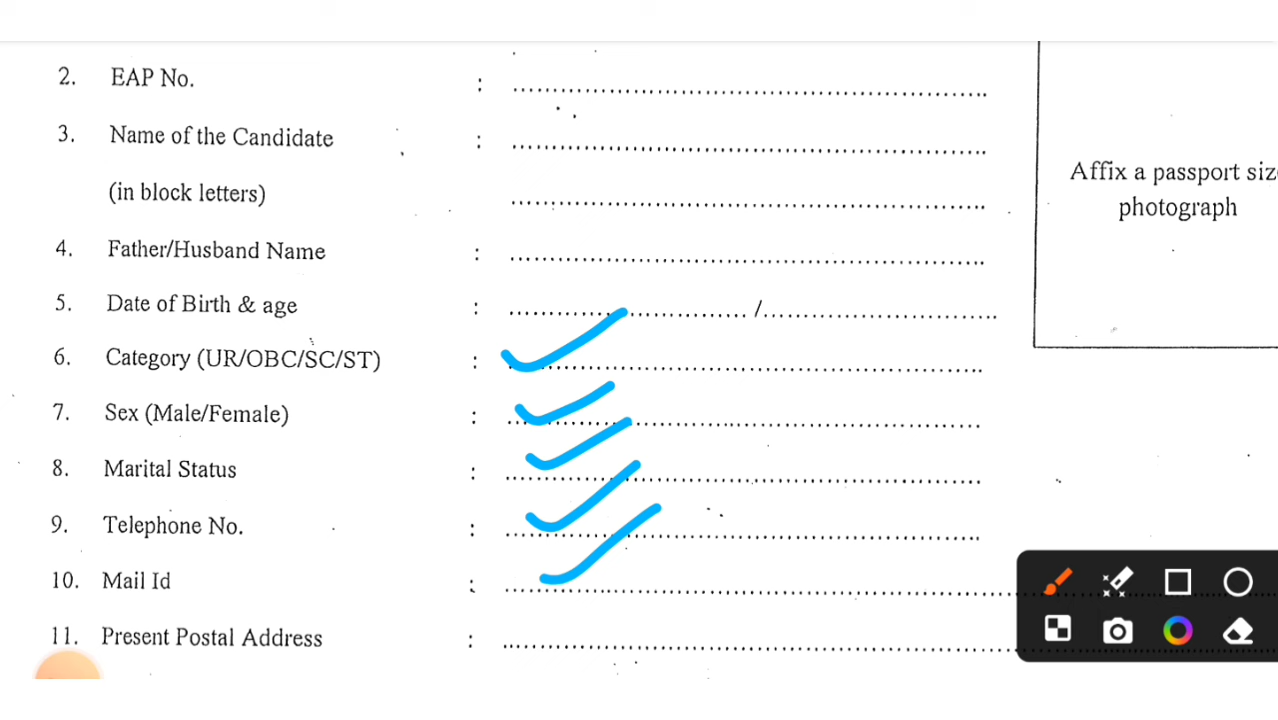 2. EAP No. : ..............................
3. Name of the Candidate : ..............................
(in block letters) ..............................
4. Father/Husband Name : ..............................
5. Date of Birth & age : .............................. /..............................
6. Category (UR/OBC/SC/ST) : ..............................
7. Sex (Male/Female) : ..............................
8. Marital Status : ..............................
9. Telephone No. : ..............................
10. Mail Id : ..............................
11. Present Postal Address : ..............................
Affix a passport siz
photograph